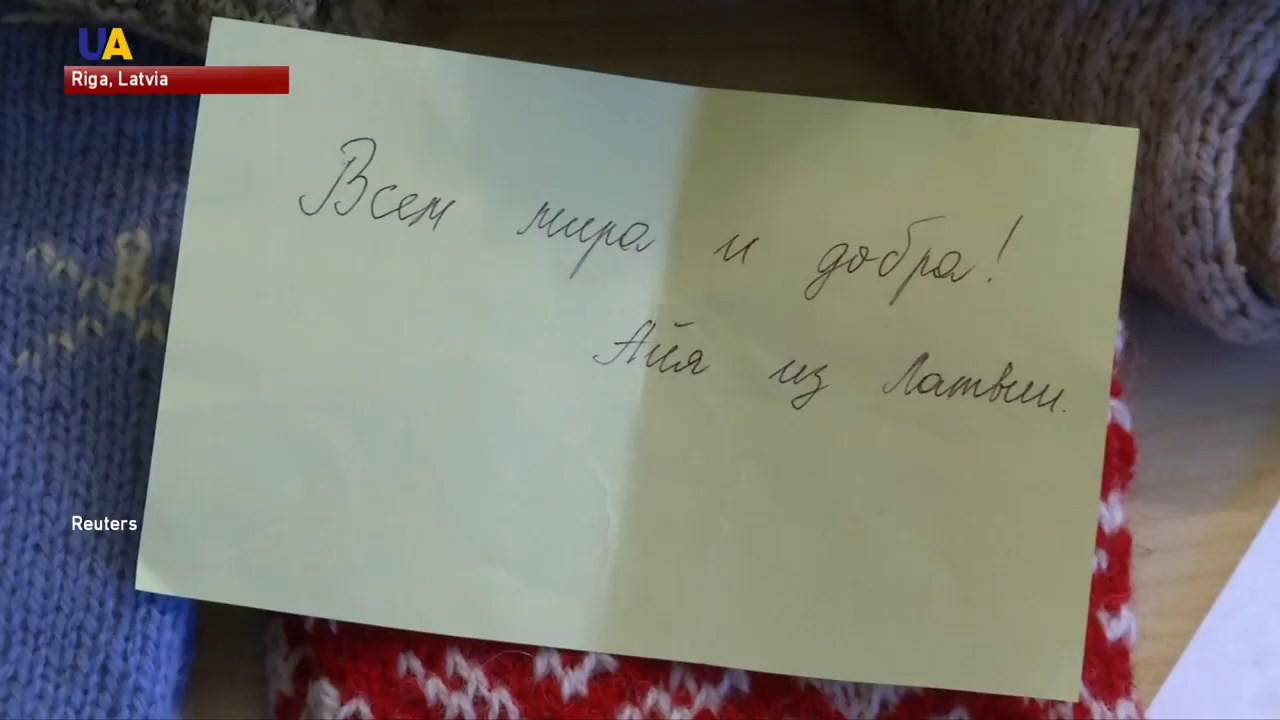 UA
Riga, Latvia
Всем мира и добра!
Айя из Латвии.
Reuters